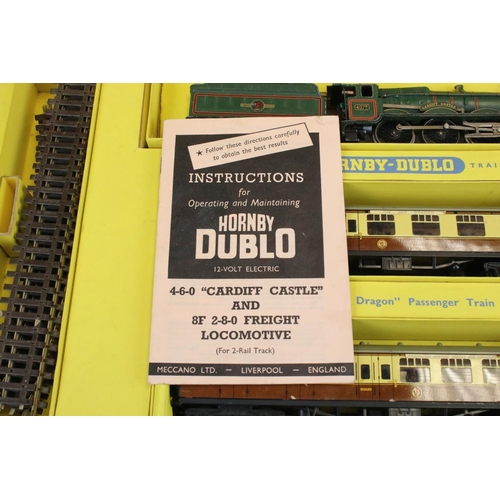 ★ Follow these directions carefully
to obtain the best results
INSTRUCTIONS
for
Operating and Maintaining
HORNBY
DUBLO
12-VOLT ELECTRIC
4-6-0 "CARDIFF CASTLE"
AND
8F 2-8-0 FREIGHT
LOCOMOTIVE
(For 2-Rail Track)
MECCANO LTD. — LIVERPOOL — ENGLAND
RNBY-DUBLO TRAI
Dragon" Passenger Train